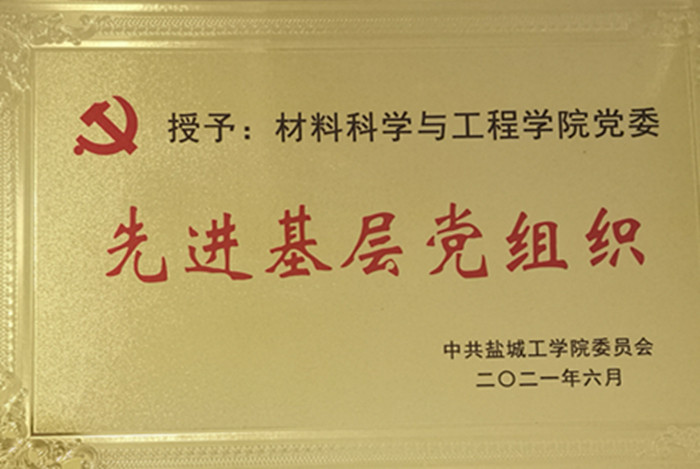 授予：材料科学与工程学院党委
先进基层党组织
中共盐城工学院委员会
二〇二一年六月